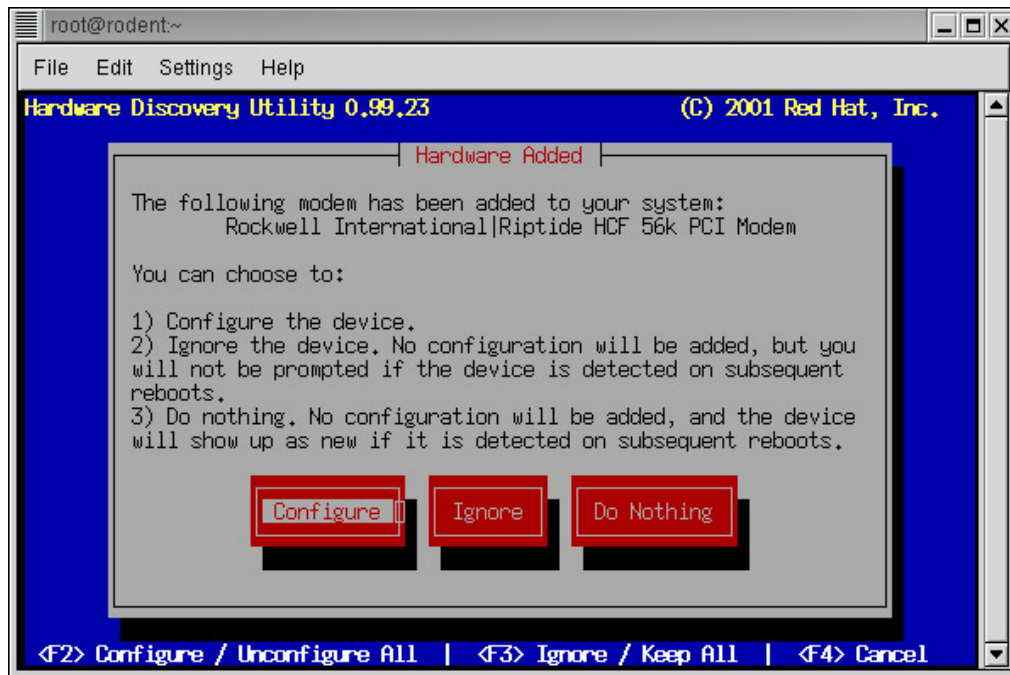 root@rodent:~
File Edit Settings Help
Hardware Discovery Utility 0.99.23 (C) 2001 Red Hat, Inc.
Hardware Added
The following modem has been added to your system:
Rockwell International|Riptide HCF 56k PCI Modem
You can choose to:
1) Configure the device.
2) Ignore the device. No configuration will be added, but you
will not be prompted if the device is detected on subsequent
reboots.
3) Do nothing. No configuration will be added, and the device
will show up as new if it is detected on subsequent reboots.
Configure Ignore Do Nothing
<F2> Configure / Unconfigure All | <F3> Ignore / Keep All | <F4> Cancel